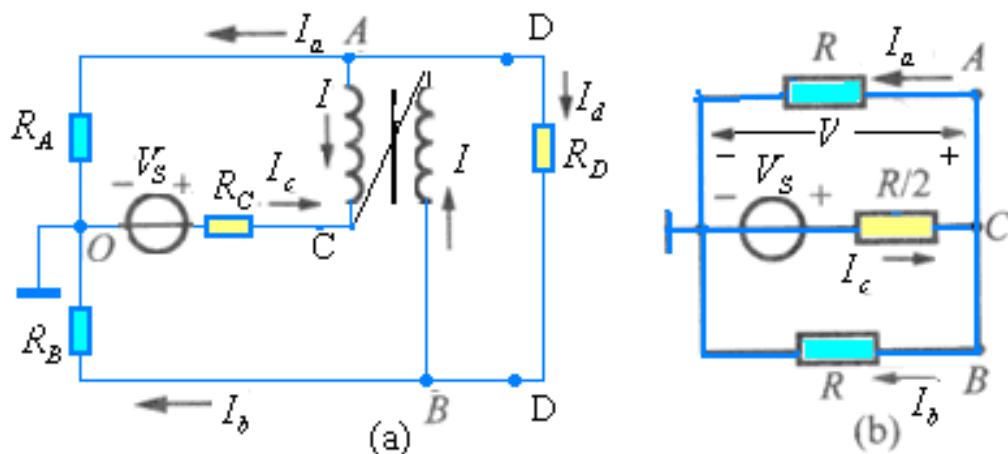 I_a A D
R_A I I I_d R_D
− V_S + R_C I_c C
O
R_B
I_b B D
(a)
R I_a A
− V +
− V_S + R/2 C
I_c
R I_b B
(b)